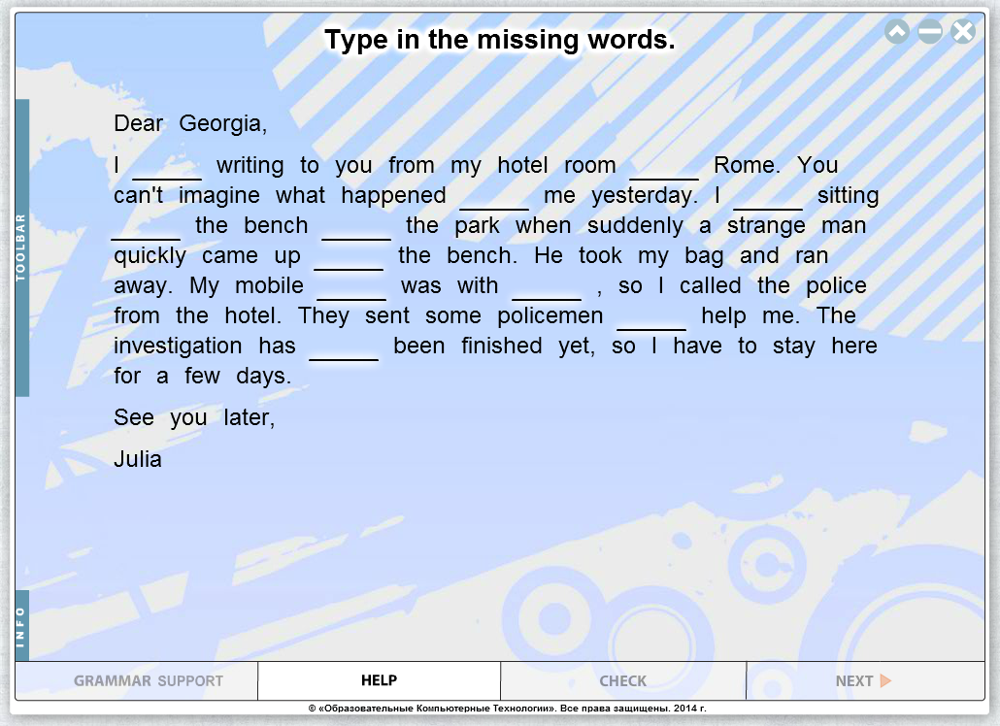 Type in the missing words.
Dear Georgia,
I _____ writing to you from my hotel room _____ Rome. You
can't imagine what happened _____ me yesterday. I _____ sitting
_____ the bench _____ the park when suddenly a strange man
quickly came up _____ the bench. He took my bag and ran
away. My mobile _____ was with _____ , so I called the police
from the hotel. They sent some policemen _____ help me. The
investigation has _____ been finished yet, so I have to stay here
for a few days.
See you later,
Julia
TOOLBAR
INFO
GRAMMAR SUPPORT
HELP
CHECK
NEXT
© «Образовательные Компьютерные Технологии». Все права защищены. 2014 г.